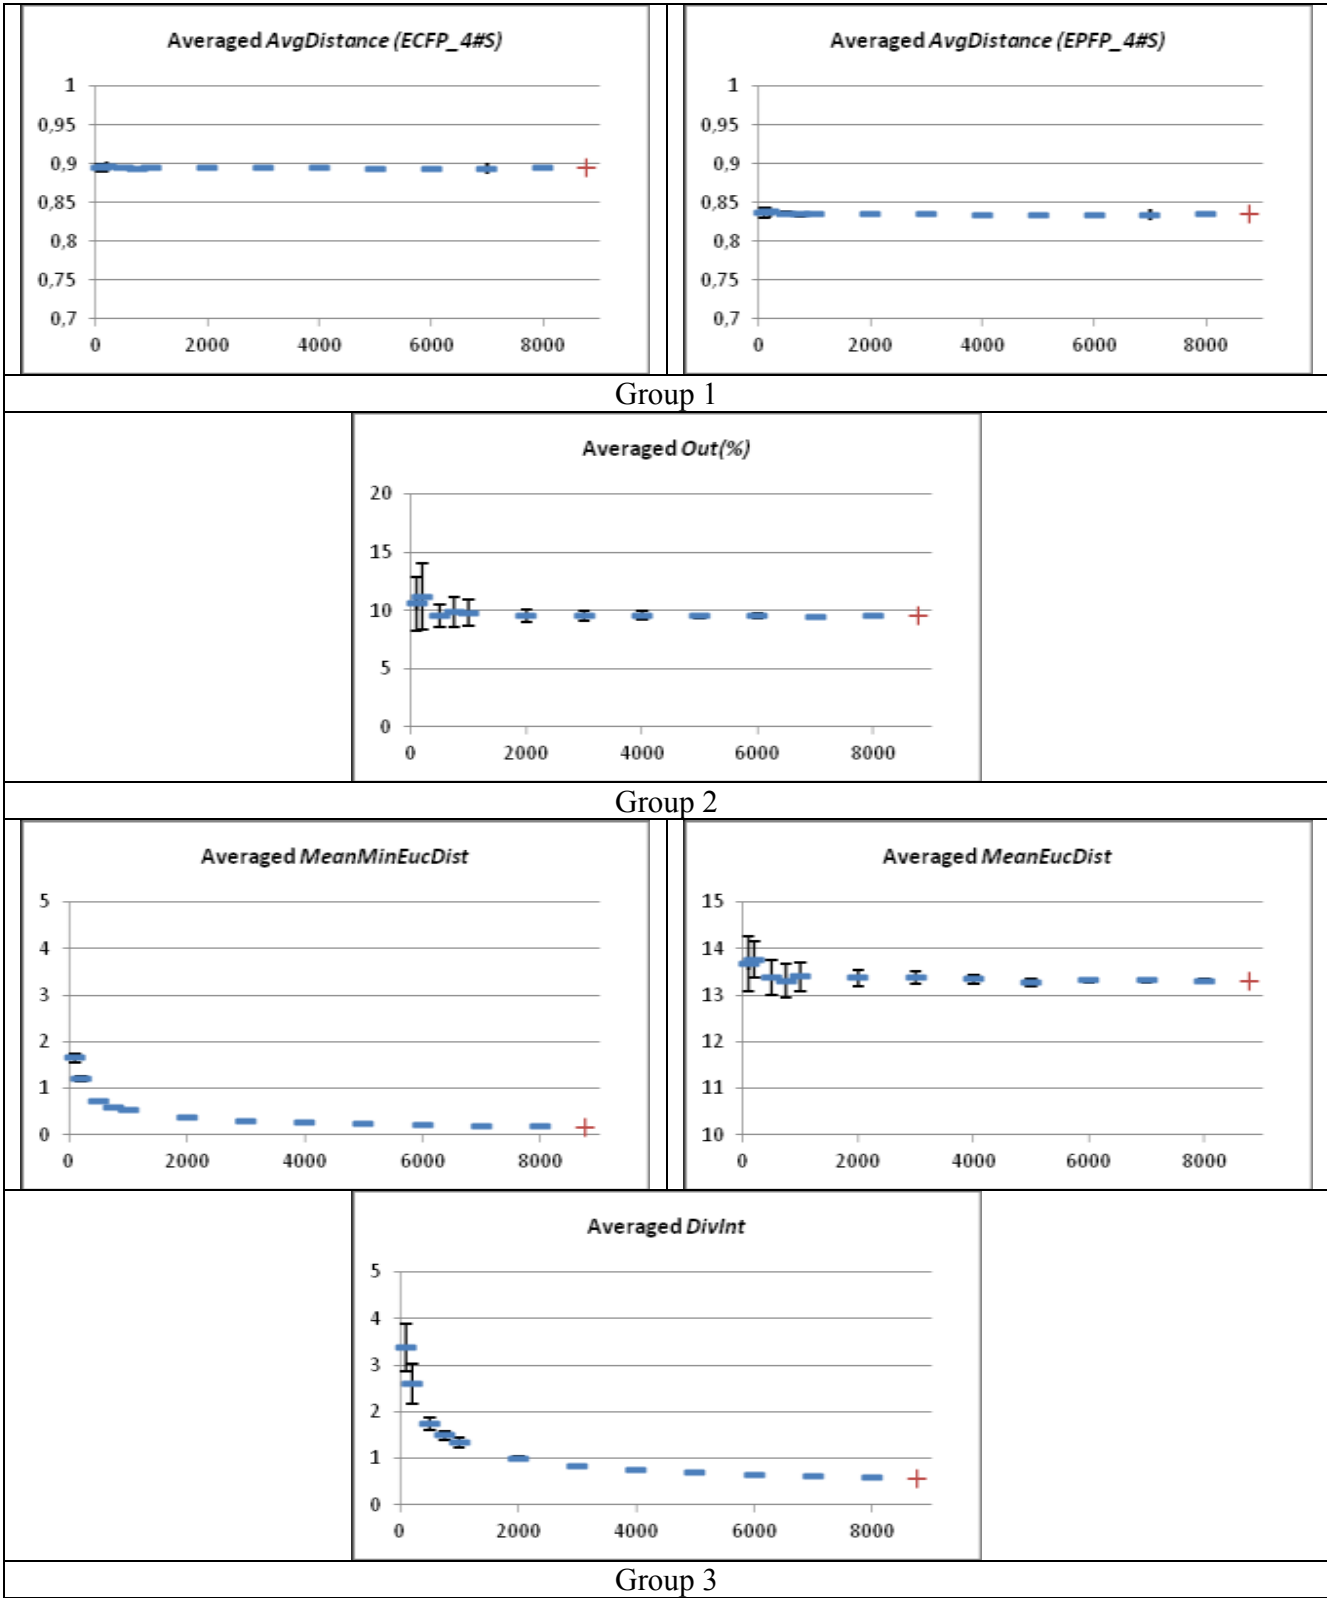 Averaged AvgDistance (ECFP_4#S)
1
0,95
0,9
0,85
0,8
0,75
0,7
0 2000 4000 6000 8000
Averaged AvgDistance (EPFP_4#S)
1
0,95
0,9
0,85
0,8
0,75
0,7
0 2000 4000 6000 8000
Group 1
Averaged Out(%)
20
15
10
5
0
0 2000 4000 6000 8000
Group 2
Averaged MeanMinEucDist
5
4
3
2
1
0
0 2000 4000 6000 8000
Averaged MeanEucDist
15
14
13
12
11
10
0 2000 4000 6000 8000
Averaged DivInt
5
4
3
2
1
0
0 2000 4000 6000 8000
Group 3